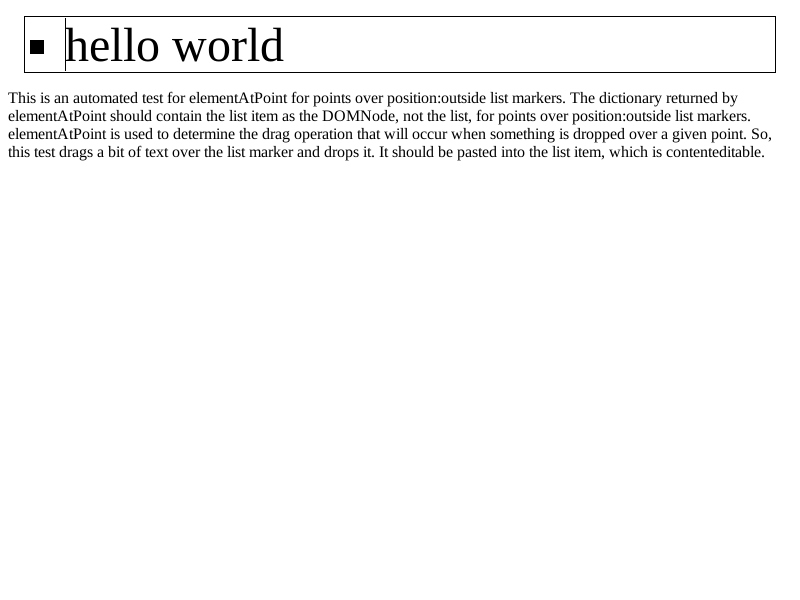 hello world
This is an automated test for elementAtPoint for points over position:outside list markers. The dictionary returned by
elementAtPoint should contain the list item as the DOMNode, not the list, for points over position:outside list markers.
elementAtPoint is used to determine the drag operation that will occur when something is dropped over a given point. So,
this test drags a bit of text over the list marker and drops it. It should be pasted into the list item, which is contenteditable.